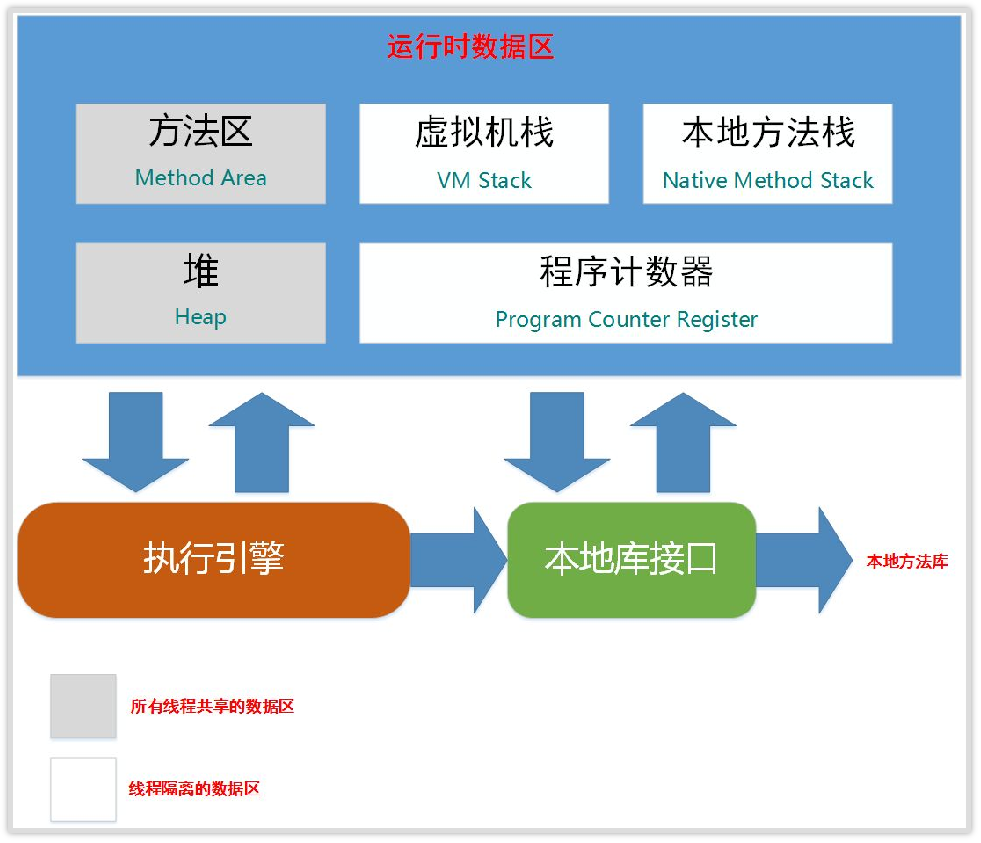 运行时数据区
方法区
Method Area
虚拟机栈
VM Stack
本地方法栈
Native Method Stack
堆
Heap
程序计数器
Program Counter Register
执行引擎
本地库接口
本地方法库
所有线程共享的数据区
线程隔离的数据区